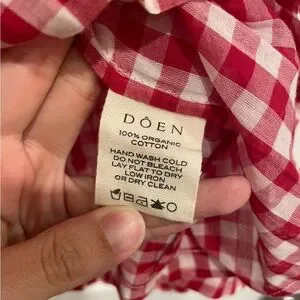 DÔEN
100% ORGANIC
COTTON
HAND WASH COLD
DO NOT BLEACH
LAY FLAT TO DRY
LOW IRON
OR DRY CLEAN